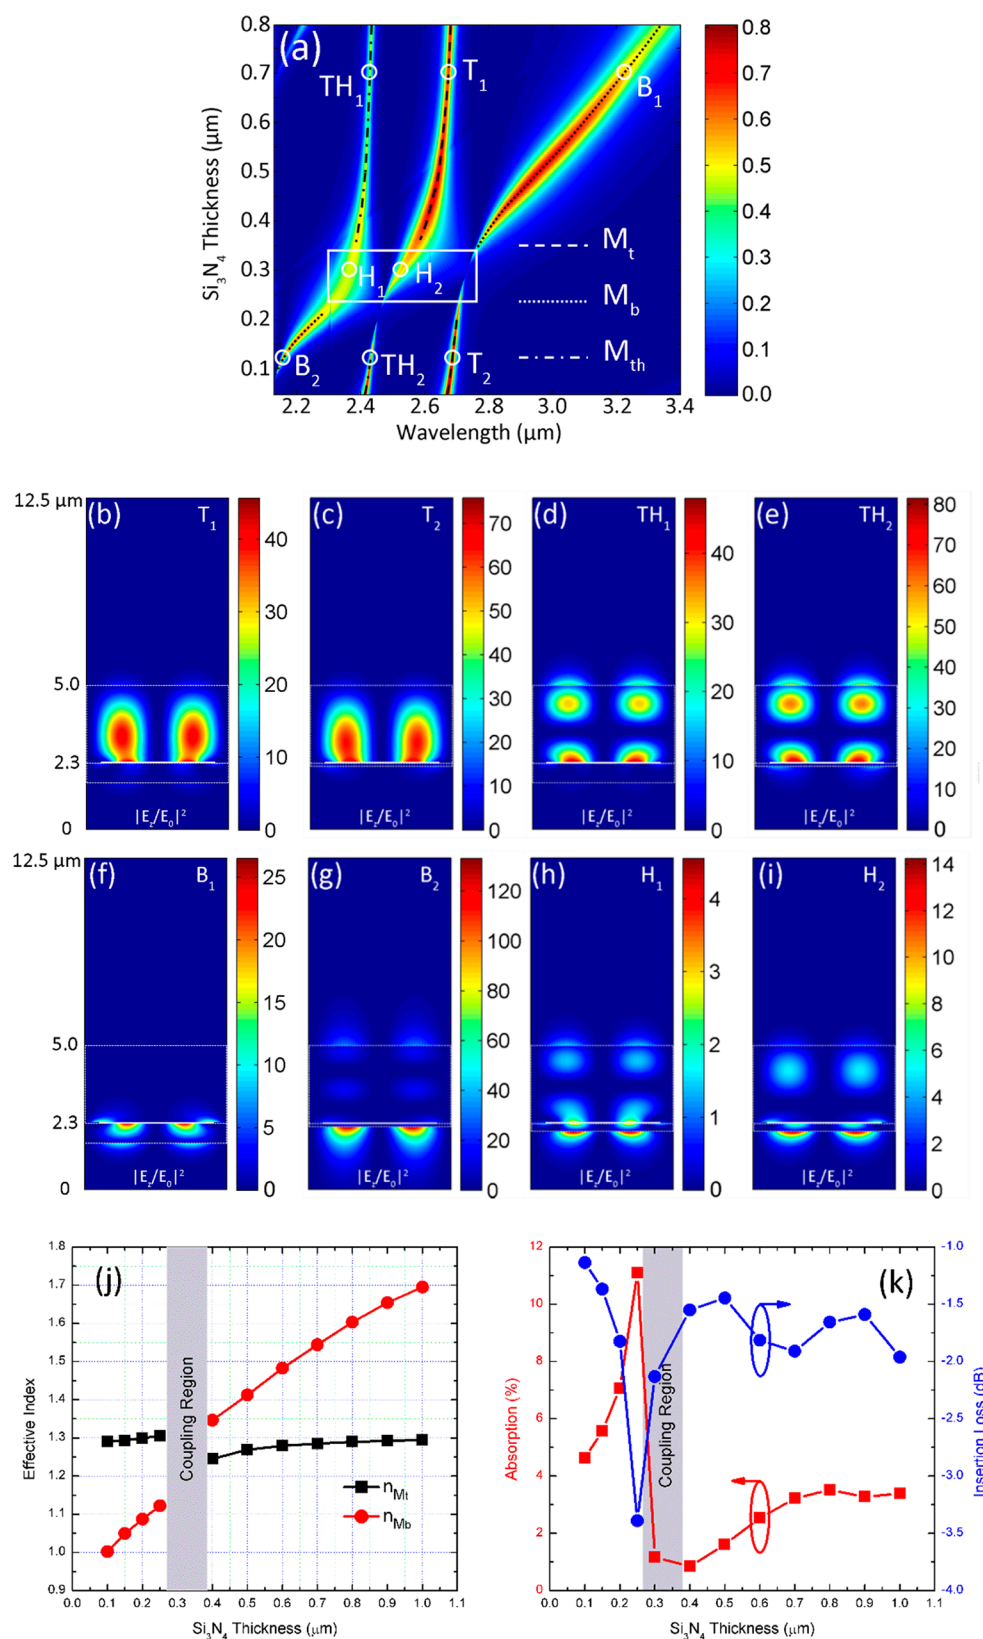 (a)
TH1
T1
B1
H1
H2
B2
TH2
T2
Mt
Mb
Mth
0.8
0.7
0.6
0.5
0.4
0.3
0.2
0.1
Si3N4 Thickness (μm)
2.2 2.4 2.6 2.8 3.0 3.2 3.4
Wavelength (μm)
0.8
0.7
0.6
0.5
0.4
0.3
0.2
0.1
0.0
12.5 μm
5.0
2.3
0
(b) T1
|Ez/E0|²
40
30
20
10
0
(c) T2
|Ez/E0|²
70
60
50
40
30
20
10
0
(d) TH1
|Ez/E0|²
40
30
20
10
0
(e) TH2
|Ez/E0|²
80
70
60
50
40
30
20
10
0
12.5 μm
5.0
2.3
0
(f) B1
|Ez/E0|²
25
20
15
10
5
0
(g) B2
|Ez/E0|²
120
100
80
60
40
20
0
(h) H1
|Ez/E0|²
4
3
2
1
0
(i) H2
|Ez/E0|²
14
12
10
8
6
4
2
0
(j)
1.8
1.7
1.6
1.5
1.4
1.3
1.2
1.1
1.0
0.9
Effective Index
Coupling Region
nMt
nMb
0.0 0.1 0.2 0.3 0.4 0.5 0.6 0.7 0.8 0.9 1.0 1.1
Si3N4 Thickness (μm)
(k)
12
10
8
6
4
2
0
Absorption (%)
Coupling Region
-1.0
-1.5
-2.0
-2.5
-3.0
-3.5
-4.0
Insertion Loss (dB)
0.0 0.1 0.2 0.3 0.4 0.5 0.6 0.7 0.8 0.9 1.0 1.1
Si3N4 Thickness (μm)